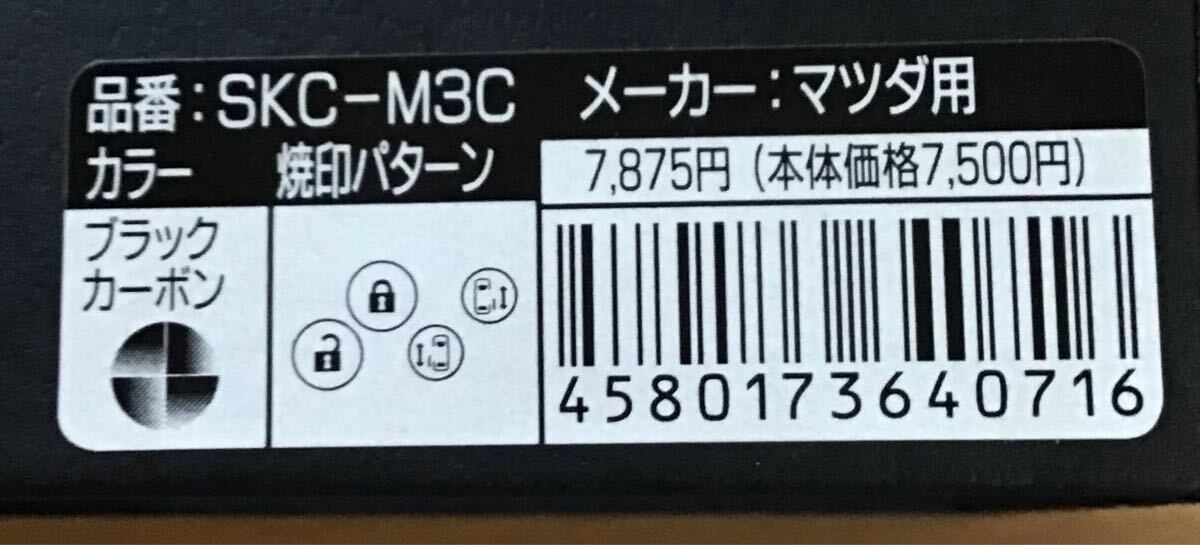 品番：SKC-M3C　メーカー：マツダ用
カラー　焼印パターン　7,875円（本体価格7,500円）
ブラック
カーボン
4580173640716